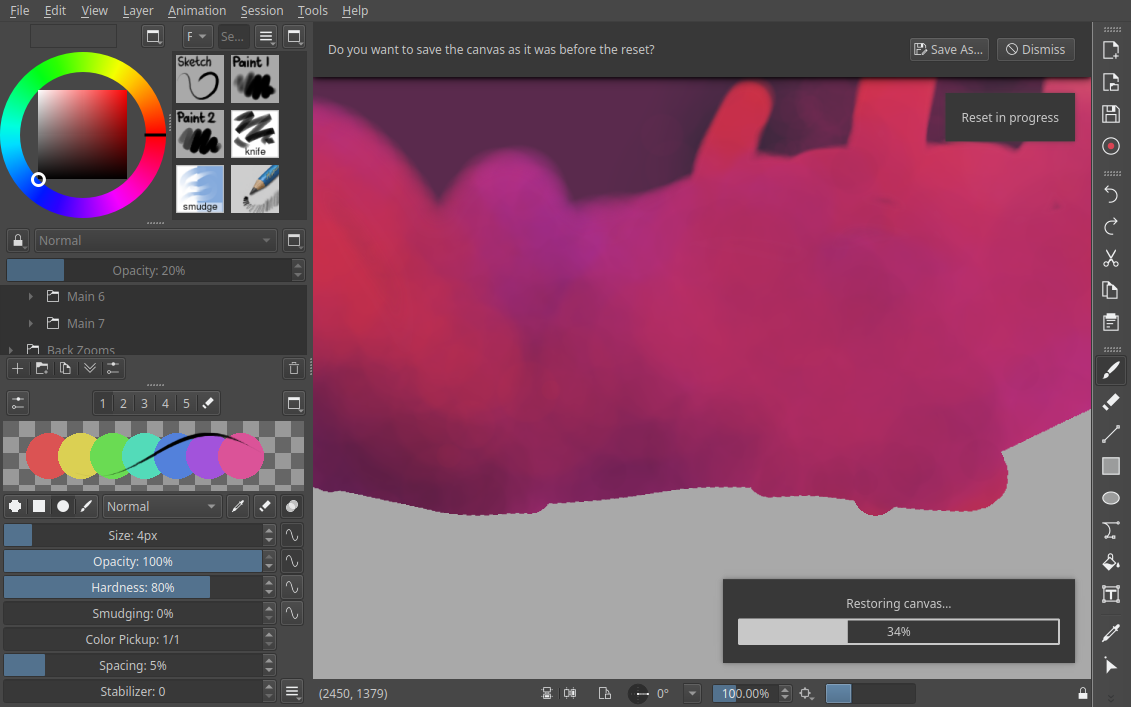 File Edit View Layer Animation Session Tools Help
F Se...
Sketch Paint 1
Paint 2 knife
smudge
Normal
Opacity: 20%
Main 6
Main 7
Back Zooms
1 2 3 4 5
Normal
Size: 4px
Opacity: 100%
Hardness: 80%
Smudging: 0%
Color Pickup: 1/1
Spacing: 5%
Stabilizer: 0
Do you want to save the canvas as it was before the reset? Save As... Dismiss
Reset in progress
Restoring canvas...
34%
(2450, 1379) 0° 100.00%
T